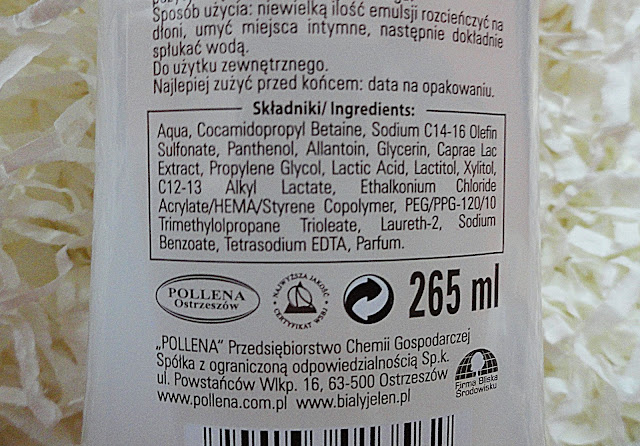 Sposób użycia: niewielką ilość emulsji rozcieńczyć na
dłoni, umyć miejsca intymne, następnie dokładnie
spłukać wodą.
Do użytku zewnętrznego.
Najlepiej zużyć przed końcem: data na opakowaniu.
Składniki/ Ingredients:
Aqua, Cocamidopropyl Betaine, Sodium C14-16 Olefin
Sulfonate, Panthenol, Allantoin, Glycerin, Caprae Lac
Extract, Propylene Glycol, Lactic Acid, Lactitol, Xylitol,
C12-13 Alkyl Lactate, Ethalkonium Chloride
Acrylate/HEMA/Styrene Copolymer, PEG/PPG-120/10
Trimethylolpropane Trioleate, Laureth-2, Sodium
Benzoate, Tetrasodium EDTA, Parfum.
POLLENA
Ostrzeszów
NAJWYŻSZA JAKOŚĆ
CERTYFIKAT
265 ml
„POLLENA" Przedsiębiorstwo Chemii Gospodarczej
Spółka z ograniczoną odpowiedzialnością Sp.k.
ul. Powstańców Wlkp. 16, 63-500 Ostrzeszów
www.pollena.com.pl www.bialyjelen.pl
Firma Bliska
Środowisku